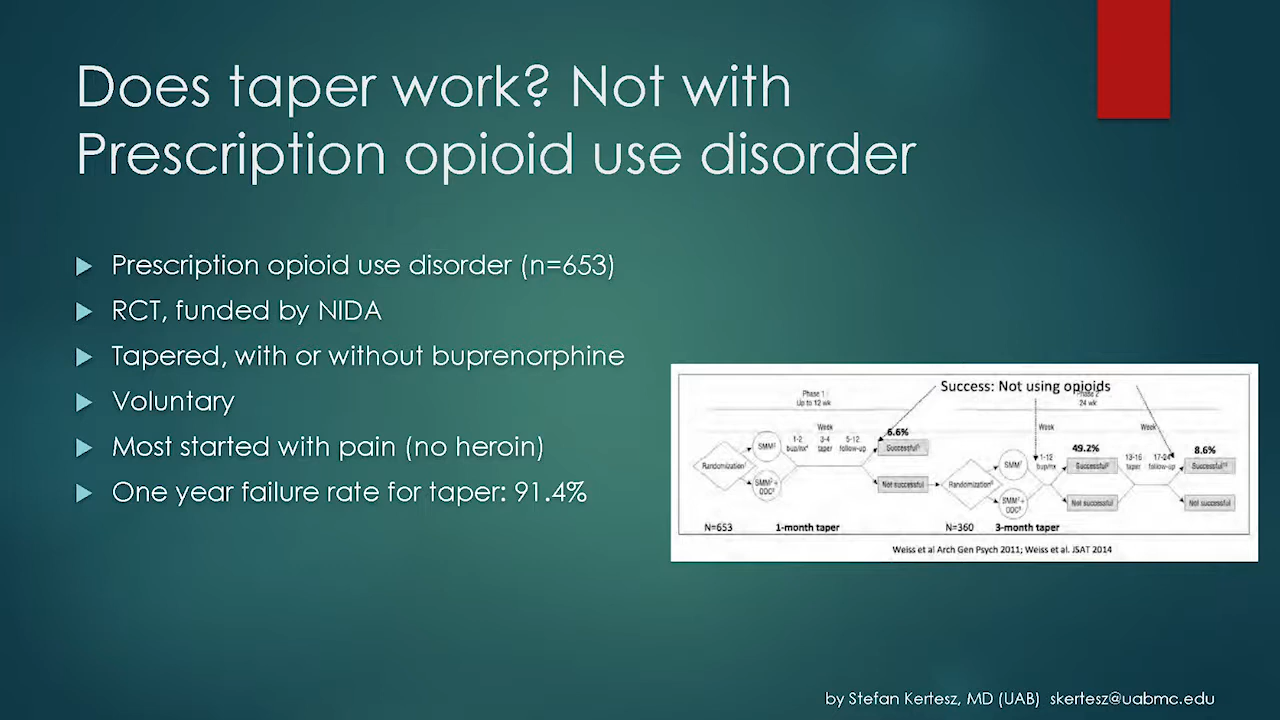 Does taper work? Not with
Prescription opioid use disorder
Prescription opioid use disorder (n=653)
RCT, funded by NIDA
Tapered, with or without buprenorphine
Voluntary
Most started with pain (no heroin)
One year failure rate for taper: 91.4%
Success: Not using opioids
Phase 1
Up to 12 wk
Phase 2
24 wk
Week
1-2 3-4 5-12
taper follow-up
Randomization
SMM
SMM +
ODC
6.6%
Successful
Not successful
N=653
1-month taper
Week
Week
Randomization
SMM
SMM +
ODC
1-12
49.2%
Successful
Not successful
13-16 17-24
taper follow-up
8.6%
Successful
Not successful
N=360
3-month taper
Weiss et al Arch Gen Psych 2011; Weiss et al. JSAT 2014
by Stefan Kertesz, MD (UAB) skertesz@uabmc.edu